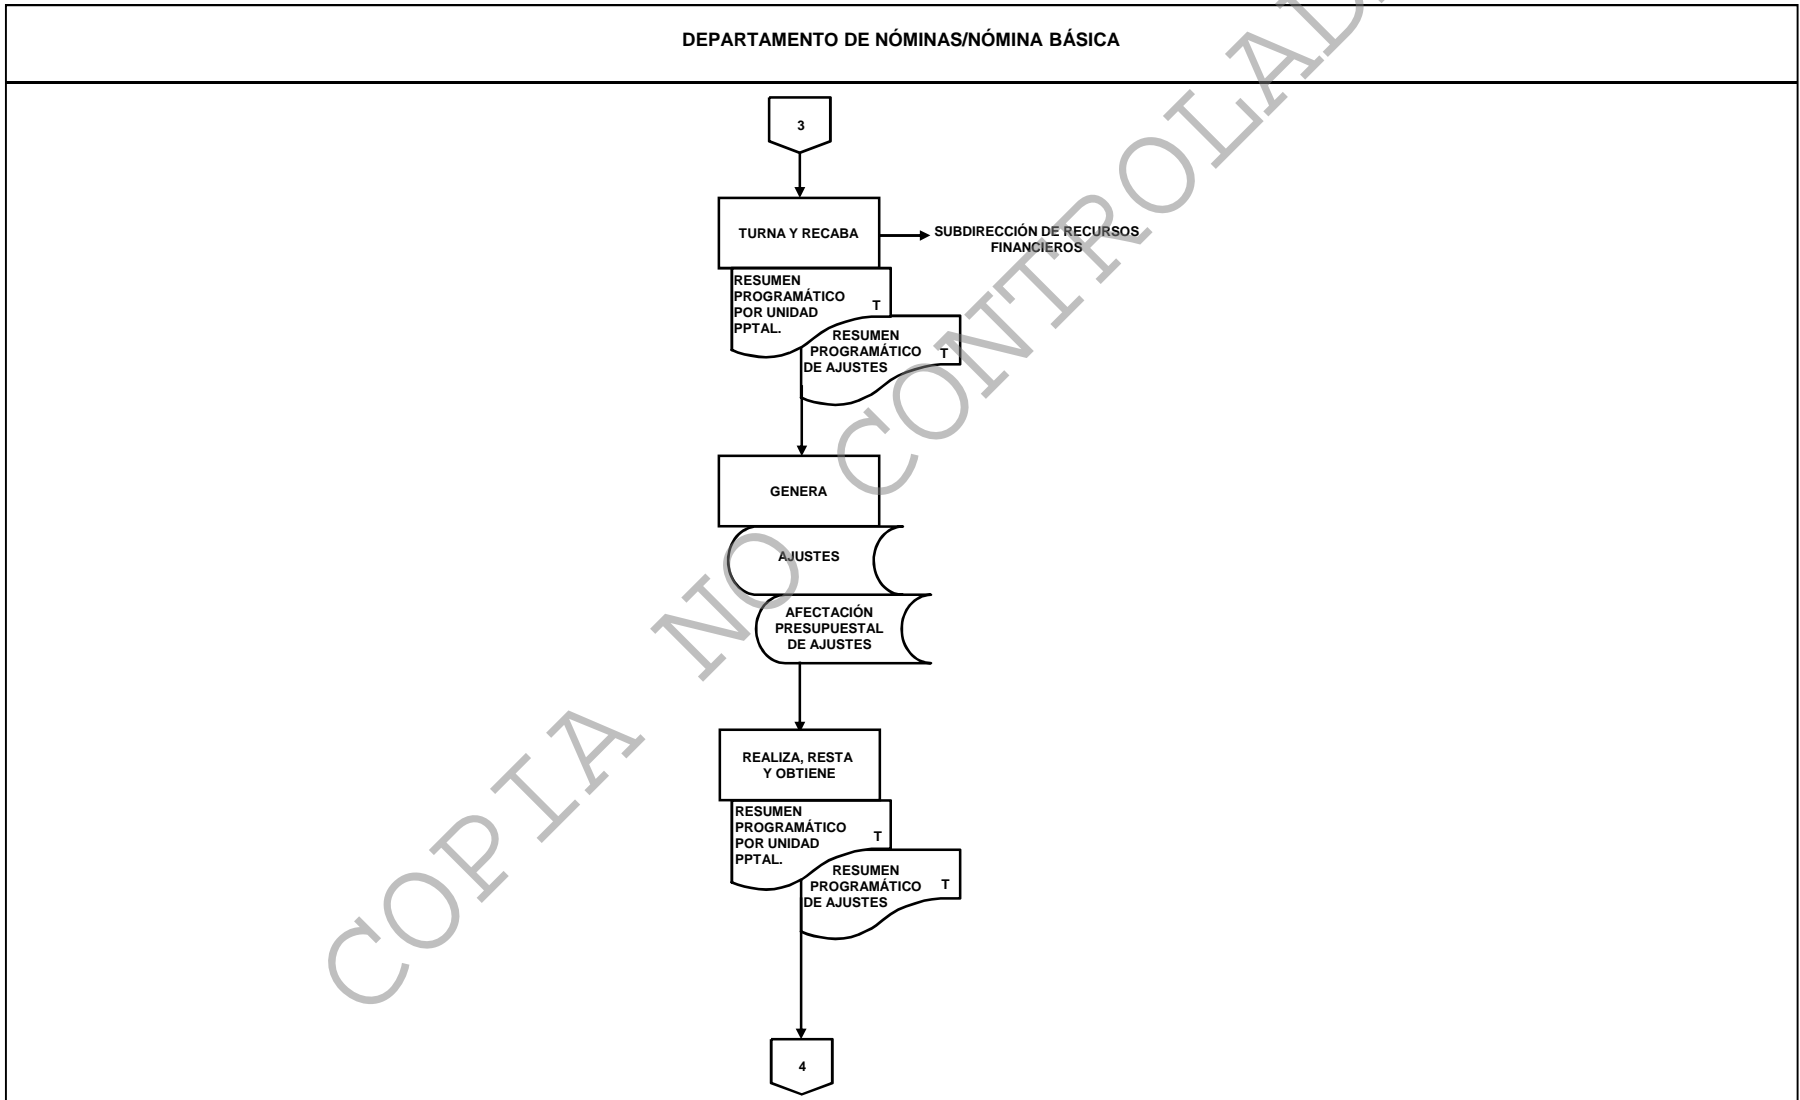 DEPARTAMENTO DE NÓMINAS/NÓMINA BÁSICA
3
TURNA Y RECABA
SUBDIRECCIÓN DE RECURSOS
FINANCIEROS
RESUMEN
PROGRAMÁTICO
POR UNIDAD
PPTAL.
T
RESUMEN
PROGRAMÁTICO
DE AJUSTES
T
GENERA
AJUSTES
AFECTACIÓN
PRESUPUESTAL
DE AJUSTES
REALIZA, RESTA
Y OBTIENE
RESUMEN
PROGRAMÁTICO
POR UNIDAD
PPTAL.
T
RESUMEN
PROGRAMÁTICO
DE AJUSTES
T
4
COPIA NO CONTROLAD